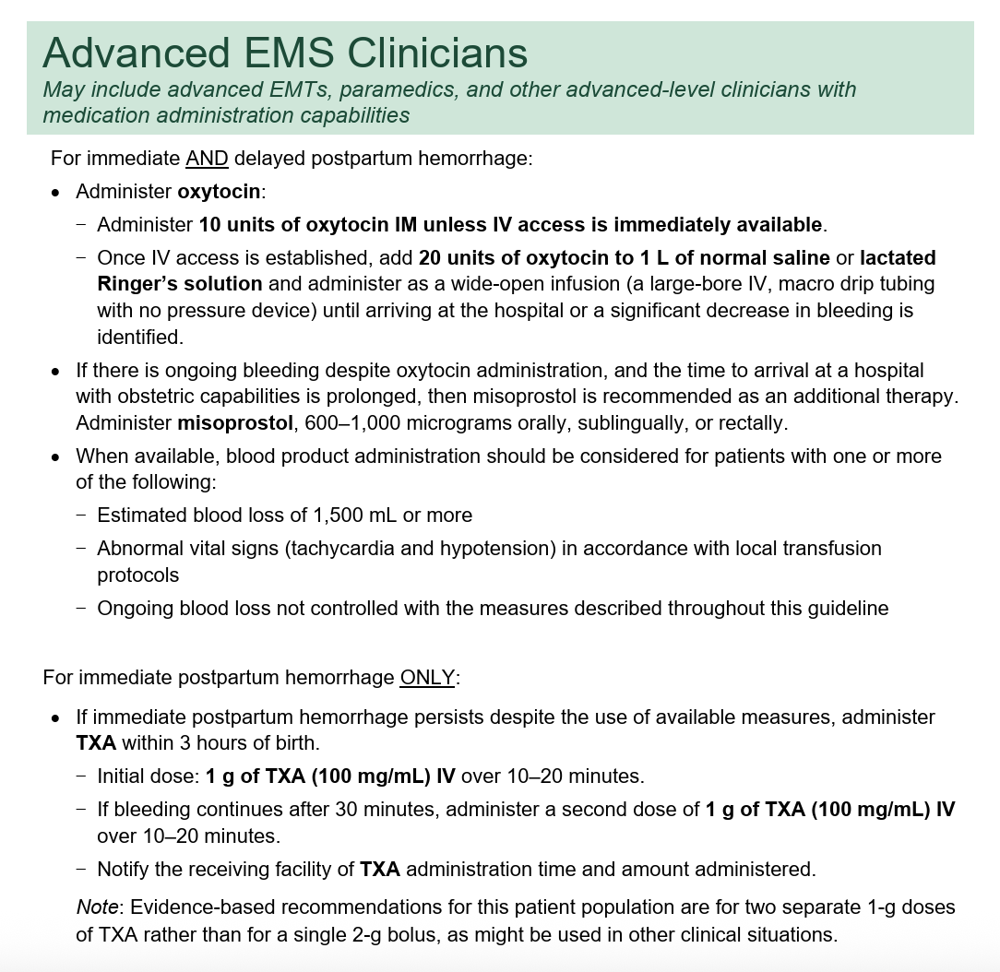 Advanced EMS Clinicians
May include advanced EMTs, paramedics, and other advanced-level clinicians with
medication administration capabilities
For immediate AND delayed postpartum hemorrhage:
• Administer oxytocin:
– Administer 10 units of oxytocin IM unless IV access is immediately available.
– Once IV access is established, add 20 units of oxytocin to 1 L of normal saline or lactated
Ringer’s solution and administer as a wide-open infusion (a large-bore IV, macro drip tubing
with no pressure device) until arriving at the hospital or a significant decrease in bleeding is
identified.
• If there is ongoing bleeding despite oxytocin administration, and the time to arrival at a hospital
with obstetric capabilities is prolonged, then misoprostol is recommended as an additional therapy.
Administer misoprostol, 600–1,000 micrograms orally, sublingually, or rectally.
• When available, blood product administration should be considered for patients with one or more
of the following:
– Estimated blood loss of 1,500 mL or more
– Abnormal vital signs (tachycardia and hypotension) in accordance with local transfusion
protocols
– Ongoing blood loss not controlled with the measures described throughout this guideline
For immediate postpartum hemorrhage ONLY:
• If immediate postpartum hemorrhage persists despite the use of available measures, administer
TXA within 3 hours of birth.
– Initial dose: 1 g of TXA (100 mg/mL) IV over 10–20 minutes.
– If bleeding continues after 30 minutes, administer a second dose of 1 g of TXA (100 mg/mL) IV
over 10–20 minutes.
– Notify the receiving facility of TXA administration time and amount administered.
Note: Evidence-based recommendations for this patient population are for two separate 1-g doses
of TXA rather than for a single 2-g bolus, as might be used in other clinical situations.